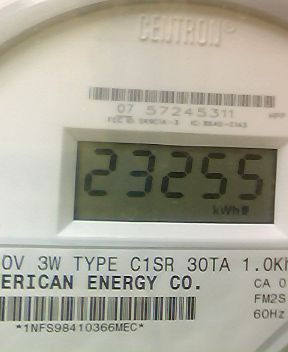 CENTRON®
07 57245311
23255
kWh
0V 3W TYPE C1SR 30TA 1.0Kh
ERICAN ENERGY CO.
CA 0
FM2S
60Hz
*1NFS98410366MEC*